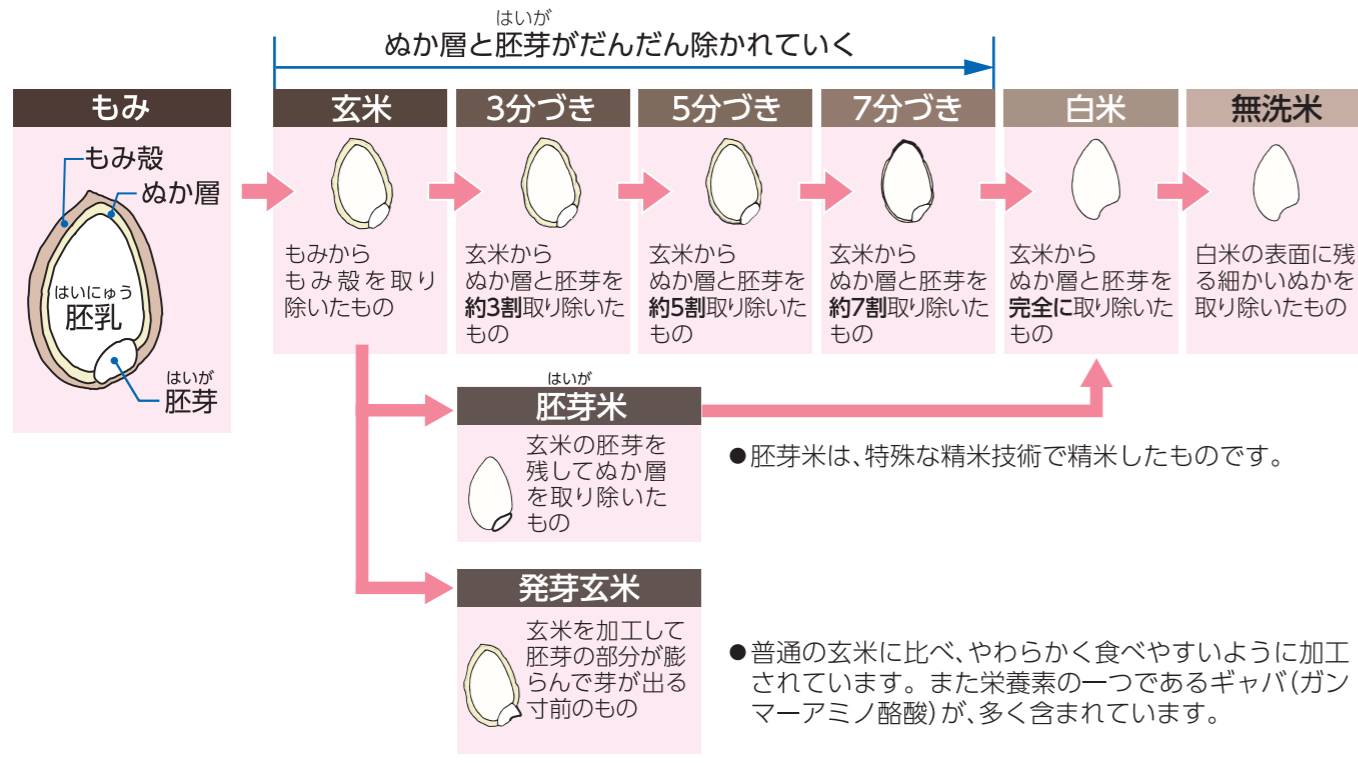 はいが
ぬか層と胚芽がだんだん除かれていく
もみ
もみ殻
ぬか層
はいにゅう
胚乳
はいが
胚芽
玄米
もみから
もみ殻を取り
除いたもの
3分づき
玄米から
ぬか層と胚芽を
約3割取り除いた
もの
5分づき
玄米から
ぬか層と胚芽を
約5割取り除いた
もの
7分づき
玄米から
ぬか層と胚芽を
約7割取り除いた
もの
白米
玄米から
ぬか層と胚芽を
完全に取り除いた
もの
無洗米
白米の表面に残
る細かいぬかを
取り除いたもの
はいが
胚芽米
玄米の胚芽を
残してぬか層
を取り除いた
もの
●胚芽米は、特殊な精米技術で精米したものです。
発芽玄米
玄米を加工して
胚芽の部分が膨
らんで芽が出る
寸前のもの
●普通の玄米に比べ、やわらかく食べやすいように加工
されています。また栄養素の一つであるギャバ(ガン
マーアミノ酪酸)が、多く含まれています。